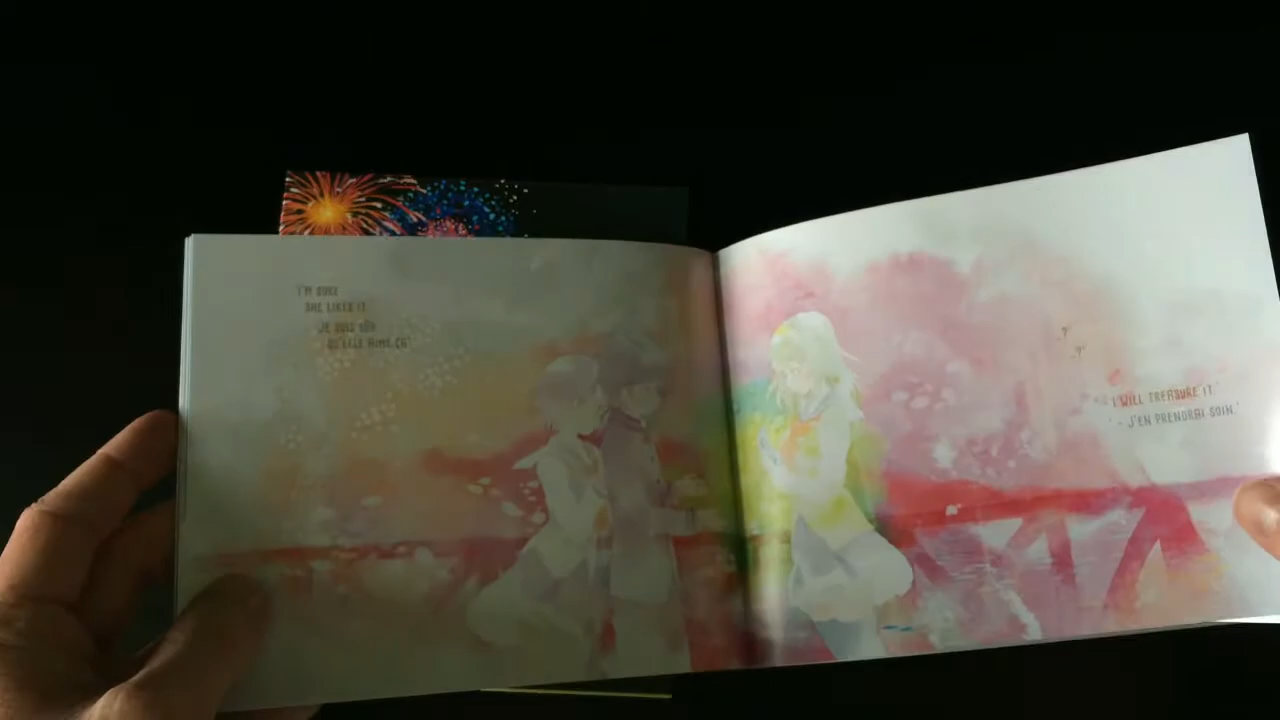 I'M SURE
SHE LIKES IT
JE SUIS SÛR
QU'ELLE AIME ÇA"
?
..?"
I WILL TREASURE IT
- J'EN PRENDRAI SOIN."